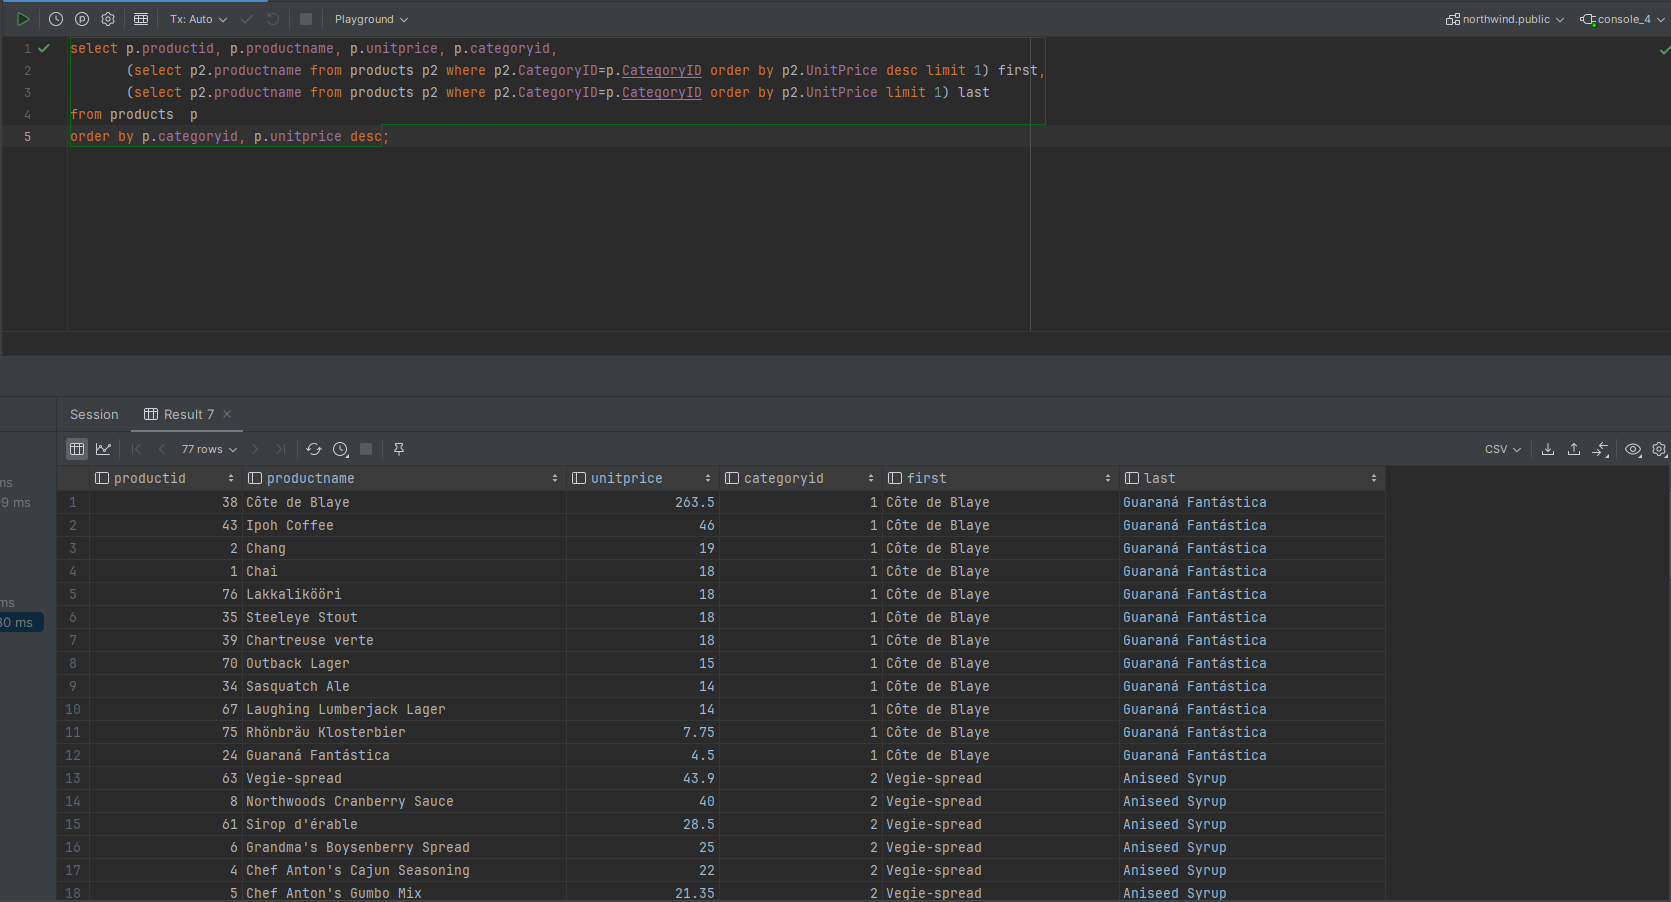 Tx: Auto Playground northwind.public console_4
1 select p.productid, p.productname, p.unitprice, p.categoryid,
2 (select p2.productname from products p2 where p2.CategoryID=p.CategoryID order by p2.UnitPrice desc limit 1) first,
3 (select p2.productname from products p2 where p2.CategoryID=p.CategoryID order by p2.UnitPrice limit 1) last
4 from products  p
5 order by p.categoryid, p.unitprice desc;
Session Result 7
77 rows CSV
productid productname unitprice categoryid first last
ms
9 ms
ms
30 ms
1 38 Côte de Blaye 263.5 1 Côte de Blaye Guaraná Fantástica
2 43 Ipoh Coffee 46 1 Côte de Blaye Guaraná Fantástica
3 2 Chang 19 1 Côte de Blaye Guaraná Fantástica
4 1 Chai 18 1 Côte de Blaye Guaraná Fantástica
5 76 Lakkalikööri 18 1 Côte de Blaye Guaraná Fantástica
6 35 Steeleye Stout 18 1 Côte de Blaye Guaraná Fantástica
7 39 Chartreuse verte 18 1 Côte de Blaye Guaraná Fantástica
8 70 Outback Lager 15 1 Côte de Blaye Guaraná Fantástica
9 34 Sasquatch Ale 14 1 Côte de Blaye Guaraná Fantástica
10 67 Laughing Lumberjack Lager 14 1 Côte de Blaye Guaraná Fantástica
11 75 Rhönbräu Klosterbier 7.75 1 Côte de Blaye Guaraná Fantástica
12 24 Guaraná Fantástica 4.5 1 Côte de Blaye Guaraná Fantástica
13 63 Vegie-spread 43.9 2 Vegie-spread Aniseed Syrup
14 8 Northwoods Cranberry Sauce 40 2 Vegie-spread Aniseed Syrup
15 61 Sirop d'érable 28.5 2 Vegie-spread Aniseed Syrup
16 6 Grandma's Boysenberry Spread 25 2 Vegie-spread Aniseed Syrup
17 4 Chef Anton's Cajun Seasoning 22 2 Vegie-spread Aniseed Syrup
18 5 Chef Anton's Gumbo Mix 21.35 2 Vegie-spread Aniseed Syrup